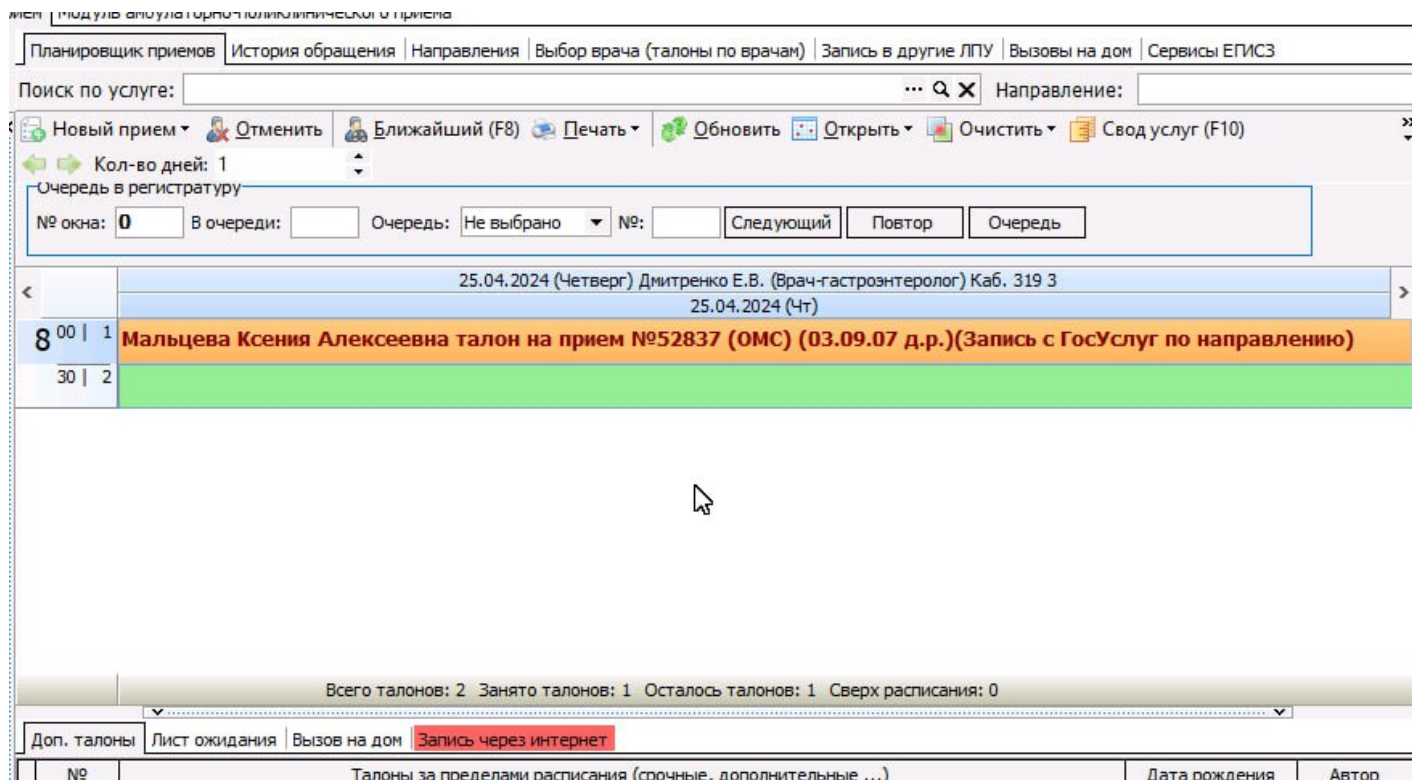 Модуль амбулаторно-поликлинического приема
Планировщик приемов История обращения Направления Выбор врача (талоны по врачам) Запись в другие ЛПУ Вызовы на дом Сервисы ЕГИСЗ
Поиск по услуге: ... Направление:
Новый прием Отменить Ближайший (F8) Печать Обновить Открыть Очистить Свод услуг (F10) »
Кол-во дней: 1
Очередь в регистратуру
№ окна: 0 В очереди: Очередь: Не выбрано №: Следующий Повтор Очередь
< 25.04.2024 (Четверг) Дмитренко Е.В. (Врач-гастроэнтеролог) Каб. 319 3 >
25.04.2024 (Чт)
8 00 | 1 Мальцева Ксения Алексеевна талон на прием №52837 (ОМС) (03.09.07 д.р.)(Запись с ГосУслуг по направлению)
30 | 2
Всего талонов: 2 Занято талонов: 1 Осталось талонов: 1 Сверх расписания: 0
Доп. талоны Лист ожидания Вызов на дом Запись через интернет
№ Талоны за пределами расписания (срочные, дополнительные ...) Дата рождения Автор